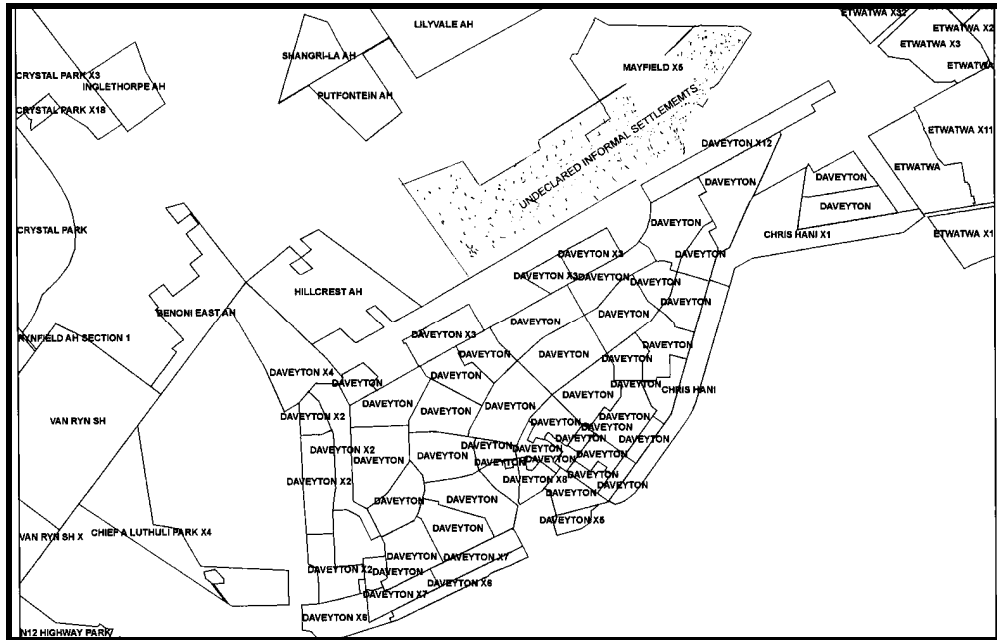 LILYVALE AH
ETWATWA X32
ETWATWA X2
ETWATWA X3
SHANGRI-LA AH
MAYFIELD X5
ETWATWA
CRYSTAL PARK X3
INGLETHORPE AH
PUTFONTEIN AH
CRYSTAL PARK X18
UNDECLARED INFORMAL SETTLEMEMTS
ETWATWA X11
DAVEYTON X12
ETWATWA
DAVEYTON
DAVEYTON
DAVEYTON
DAVEYTON
CRYSTAL PARK
CHRIS HANI X1
ETWATWA X1
DAVEYTON X3
DAVEYTON
DAVEYTON X3
DAVEYTON
DAVEYTON
HILLCREST AH
DAVEYTON
BENONI EAST AH
DAVEYTON
DAVEYTON
RYNFIELD AH SECTION 1
DAVEYTON X3
DAVEYTON
DAVEYTON
DAVEYTON
DAVEYTON
DAVEYTON X4
DAVEYTON
DAVEYTON
DAVEYTON
CHRIS HANI
DAVEYTON
DAVEYTON
DAVEYTON
DAVEYTON
DAVEYTON X2
DAVEYTON
VAN RYN SH
DAVEYTON
DAVEYTON
DAVEYTON
DAVEYTON
DAVEYTON X2
DAVEYTON
DAVEYTON
DAVEYTON
DAVEYTON
DAVEYTON
DAVEYTON
DAVEYTON
DAVEYTON X2
DAVEYTON X8
DAVEYTON
DAVEYTON
DAVEYTON
DAVEYTON
DAVEYTON
DAVEYTON X5
DAVEYTON
VAN RYN SH X
CHIEF A LUTHULI PARK X4
DAVEYTON
DAVEYTON X7
DAVEYTON X2
DAVEYTON
DAVEYTON X6
DAVEYTON X7
DAVEYTON X6
N12 HIGHWAY PARK